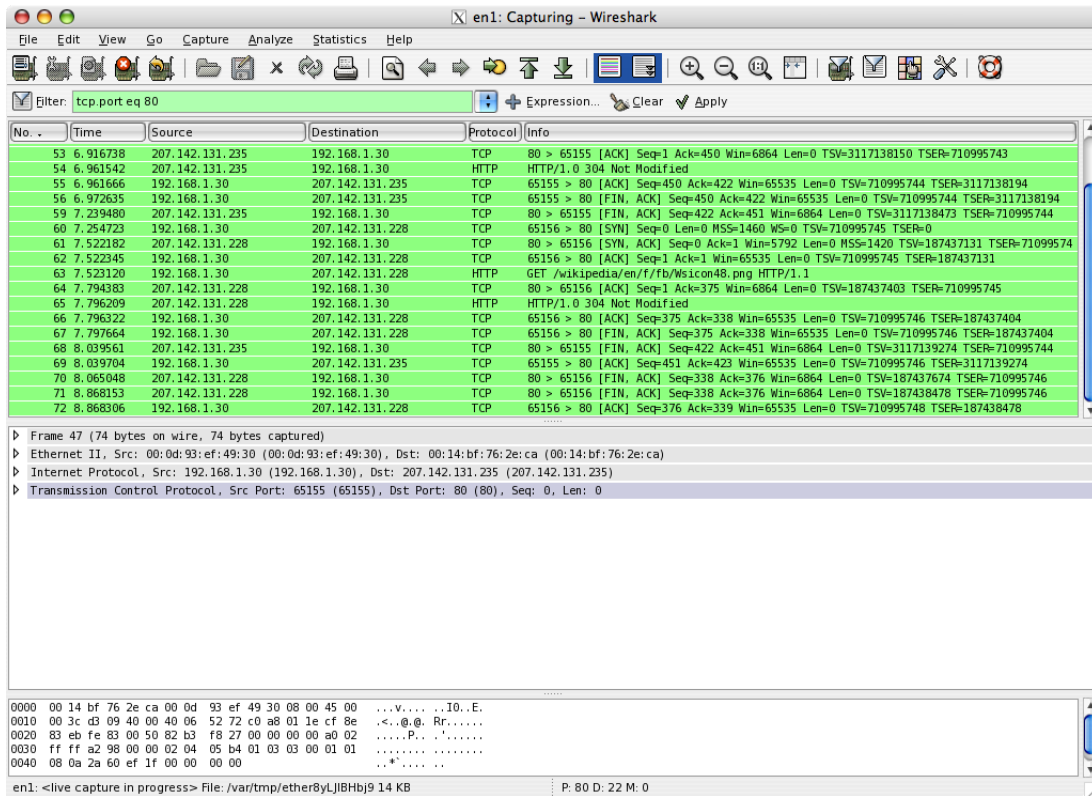 en1: Capturing – Wireshark
File Edit View Go Capture Analyze Statistics Help
Filter: tcp.port eq 80 Expression... Clear Apply
No. . Time Source Destination Protocol Info
53 6.916738 207.142.131.235 192.168.1.30 TCP 80 > 65155 [ACK] Seq=1 Ack=450 Win=6864 Len=0 TSV=3117138150 TSER=710995743
54 6.961542 207.142.131.235 192.168.1.30 HTTP HTTP/1.0 304 Not Modified
55 6.961666 192.168.1.30 207.142.131.235 TCP 65155 > 80 [ACK] Seq=450 Ack=422 Win=65535 Len=0 TSV=710995744 TSER=3117138194
56 6.972635 192.168.1.30 207.142.131.235 TCP 65155 > 80 [FIN, ACK] Seq=450 Ack=422 Win=65535 Len=0 TSV=710995744 TSER=3117138194
59 7.239480 207.142.131.235 192.168.1.30 TCP 80 > 65155 [FIN, ACK] Seq=422 Ack=451 Win=6864 Len=0 TSV=3117138473 TSER=710995744
60 7.254723 192.168.1.30 207.142.131.228 TCP 65156 > 80 [SYN] Seq=0 Len=0 MSS=1460 WS=0 TSV=710995745 TSER=0
61 7.522182 207.142.131.228 192.168.1.30 TCP 80 > 65156 [SYN, ACK] Seq=0 Ack=1 Win=5792 Len=0 MSS=1420 TSV=187437131 TSER=71099574
62 7.522345 192.168.1.30 207.142.131.228 TCP 65156 > 80 [ACK] Seq=1 Ack=1 Win=65535 Len=0 TSV=710995745 TSER=187437131
63 7.523120 192.168.1.30 207.142.131.228 HTTP GET /wikipedia/en/f/fb/Wsicon48.png HTTP/1.1
64 7.794383 207.142.131.228 192.168.1.30 TCP 80 > 65156 [ACK] Seq=1 Ack=375 Win=6864 Len=0 TSV=187437403 TSER=710995745
65 7.796209 207.142.131.228 192.168.1.30 HTTP HTTP/1.0 304 Not Modified
66 7.796322 192.168.1.30 207.142.131.228 TCP 65156 > 80 [ACK] Seq=375 Ack=338 Win=65535 Len=0 TSV=710995746 TSER=187437404
67 7.797664 192.168.1.30 207.142.131.228 TCP 65156 > 80 [FIN, ACK] Seq=375 Ack=338 Win=65535 Len=0 TSV=710995746 TSER=187437404
68 8.039561 207.142.131.235 192.168.1.30 TCP 80 > 65155 [FIN, ACK] Seq=422 Ack=451 Win=6864 Len=0 TSV=3117139274 TSER=710995744
69 8.039704 192.168.1.30 207.142.131.235 TCP 65155 > 80 [ACK] Seq=451 Ack=423 Win=65535 Len=0 TSV=710995746 TSER=3117139274
70 8.065048 207.142.131.228 192.168.1.30 TCP 80 > 65156 [FIN, ACK] Seq=338 Ack=376 Win=6864 Len=0 TSV=187437674 TSER=710995746
71 8.868153 207.142.131.228 192.168.1.30 TCP 80 > 65156 [FIN, ACK] Seq=338 Ack=376 Win=6864 Len=0 TSV=187438478 TSER=710995746
72 8.868306 192.168.1.30 207.142.131.228 TCP 65156 > 80 [ACK] Seq=376 Ack=339 Win=65535 Len=0 TSV=710995748 TSER=187438478
Frame 47 (74 bytes on wire, 74 bytes captured)
Ethernet II, Src: 00:0d:93:ef:49:30 (00:0d:93:ef:49:30), Dst: 00:14:bf:76:2e:ca (00:14:bf:76:2e:ca)
Internet Protocol, Src: 192.168.1.30 (192.168.1.30), Dst: 207.142.131.235 (207.142.131.235)
Transmission Control Protocol, Src Port: 65155 (65155), Dst Port: 80 (80), Seq: 0, Len: 0
0000 00 14 bf 76 2e ca 00 0d 93 ef 49 30 08 00 45 00 ...v.... ..I0..E.
0010 00 3c d3 09 40 00 40 06 52 72 c0 a8 01 1e cf 8e .<..@.@. Rr......
0020 83 eb fe 83 00 50 82 b3 f8 27 00 00 00 00 a0 02 .....P.. .'......
0030 ff ff a2 98 00 00 02 04 05 b4 01 03 03 00 01 01 ........ ........
0040 08 0a 2a 60 ef 1f 00 00 00 00 ..*`.... ..
en1: <live capture in progress> File: /var/tmp/ether8yLJlBHbj9 14 KB P: 80 D: 22 M: 0